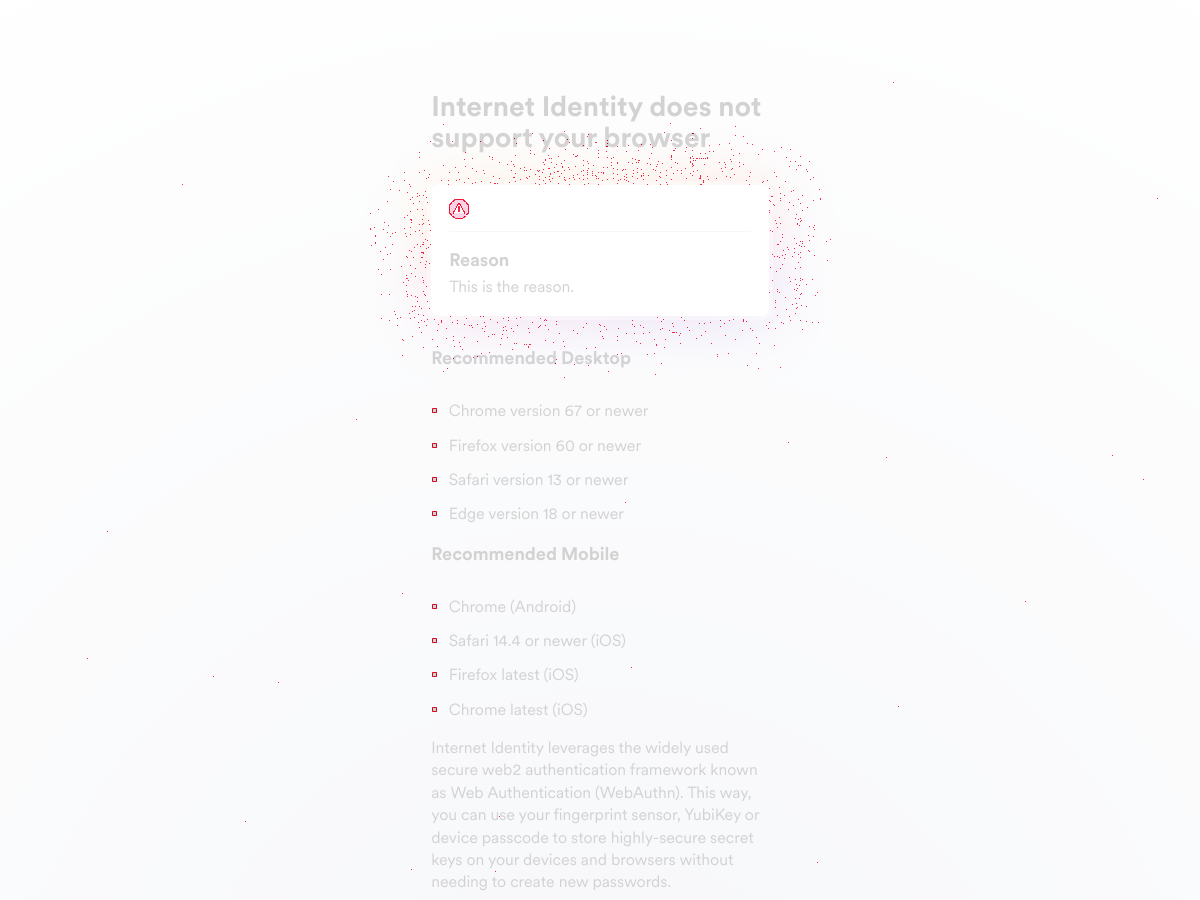 Internet Identity does not
support your browser
Reason
This is the reason.
Recommended Desktop
Chrome version 67 or newer
Firefox version 60 or newer
Safari version 13 or newer
Edge version 18 or newer
Recommended Mobile
Chrome (Android)
Safari 14.4 or newer (iOS)
Firefox latest (iOS)
Chrome latest (iOS)
Internet Identity leverages the widely used
secure web2 authentication framework known
as Web Authentication (WebAuthn). This way,
you can use your fingerprint sensor, YubiKey or
device passcode to store highly-secure secret
keys on your devices and browsers without
needing to create new passwords.